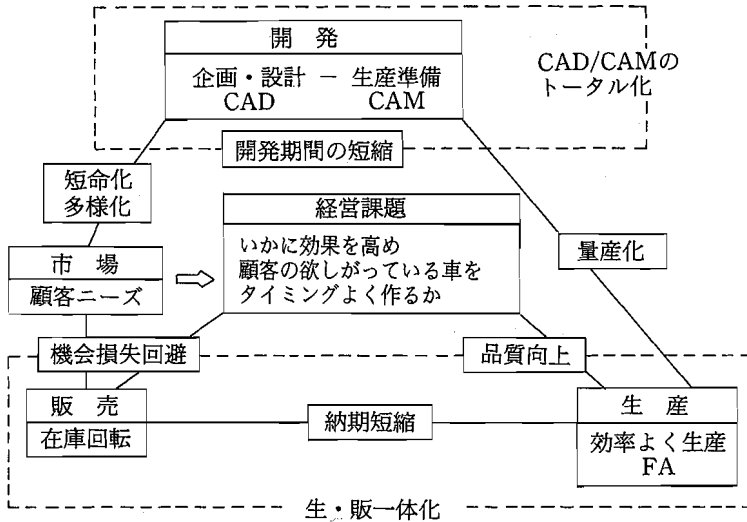 開 発
企画・設計 － 生産準備
CAD CAM
CAD/CAMの
トータル化
開発期間の短縮
短命化
多様化
経営課題
いかに効果を高め
顧客の欲しがっている車を
タイミングよく作るか
市 場
顧客ニーズ
量産化
機会損失回避
品質向上
販 売
在庫回転
納期短縮
生 産
効率よく生産
FA
生・販一体化